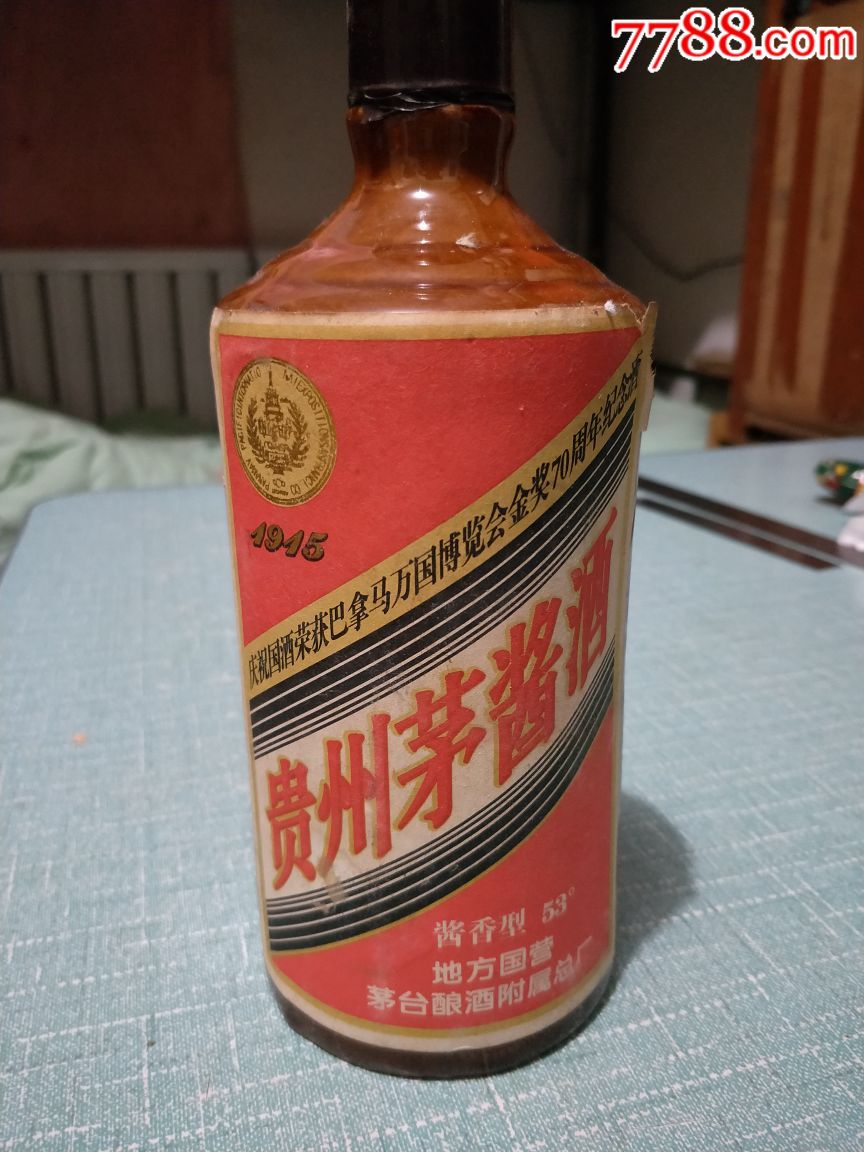 7788.com
1915
庆祝国酒荣获巴拿马万国博览会金奖70周年纪念酒
贵州茅酱酒
酱香型 53°
地方国营
茅台酿酒附属总厂